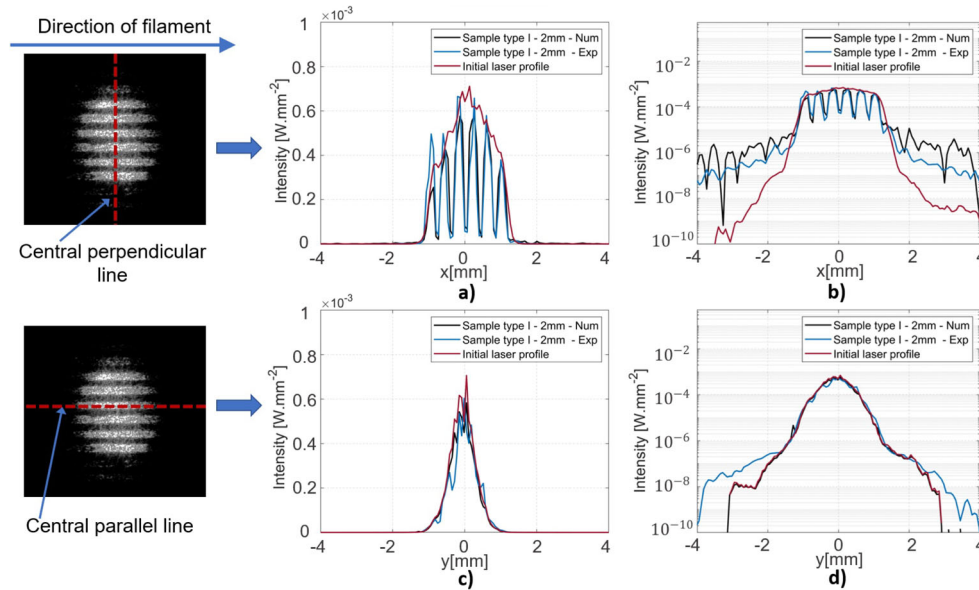 Direction of filament
Central perpendicular
line
×10⁻³
Intensity [W.mm⁻²]
1
0.8
0.6
0.4
0.2
0
-4
-2
0
2
4
x[mm]
Sample type I - 2mm - Num
Sample type I - 2mm - Exp
Initial laser profile
a)
Intensity [W.mm⁻²]
10⁻²
10⁻⁴
10⁻⁶
10⁻⁸
10⁻¹⁰
-4
-2
0
2
4
x[mm]
Sample type I - 2mm - Num
Sample type I - 2mm - Exp
Initial laser profile
b)
Central parallel line
×10⁻³
Intensity [W.mm⁻²]
1
0.8
0.6
0.4
0.2
0
-4
-2
0
2
4
y[mm]
Sample type I - 2mm - Num
Sample type I - 2mm - Exp
Initial laser profile
c)
Intensity [W.mm⁻²]
10⁻²
10⁻⁴
10⁻⁶
10⁻⁸
10⁻¹⁰
-4
-2
0
2
4
y[mm]
Sample type I - 2mm - Num
Sample type I - 2mm - Exp
Initial laser profile
d)